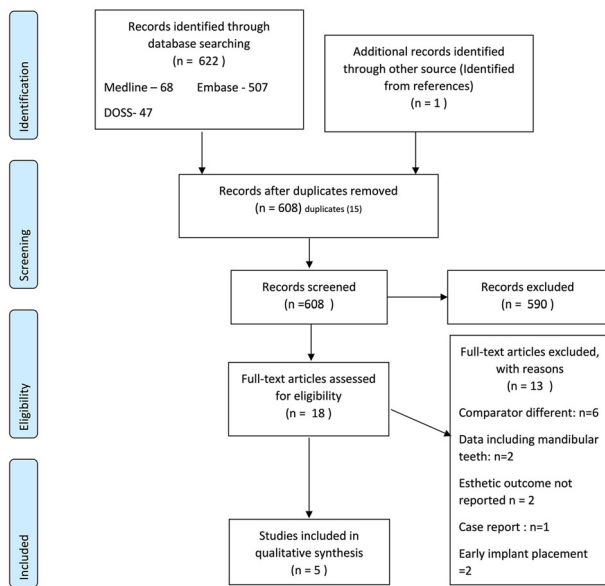 Identification
Records identified through
database searching
(n = 622 )
Medline – 68 Embase - 507
DOSS- 47
Additional records identified
through other source (Identified
from references)
(n = 1 )
Screening
Records after duplicates removed
(n = 608) duplicates (15)
Records screened
(n =608 )
Records excluded
(n = 590 )
Eligibility
Full-text articles assessed
for eligibility
(n = 18 )
Full-text articles excluded,
with reasons
(n = 13 )
Comparator different: n=6
Data including mandibular
teeth: n=2
Esthetic outcome not
reported n = 2
Case report : n=1
Early implant placement
=2
Included
Studies included in
qualitative synthesis
(n = 5 )